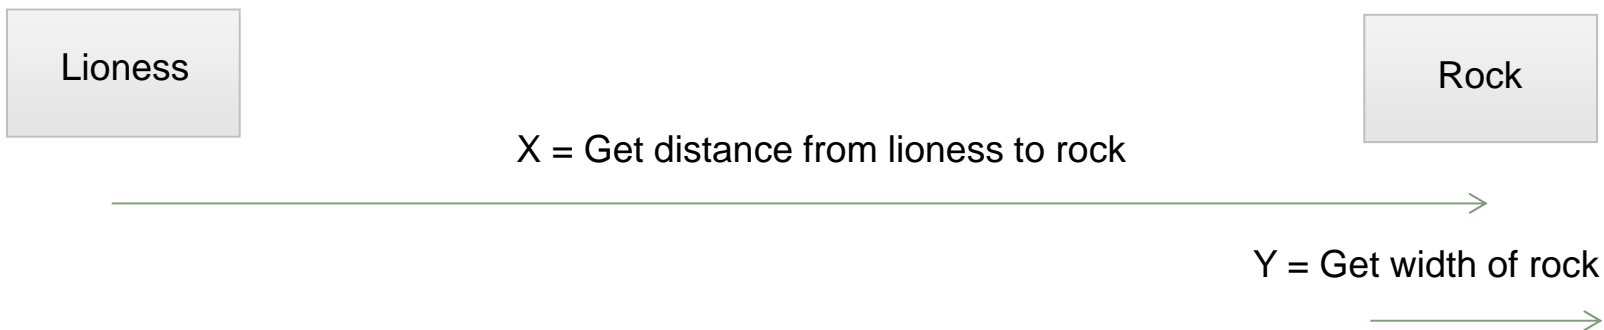 Lioness
Rock
X = Get distance from lioness to rock
Y = Get width of rock